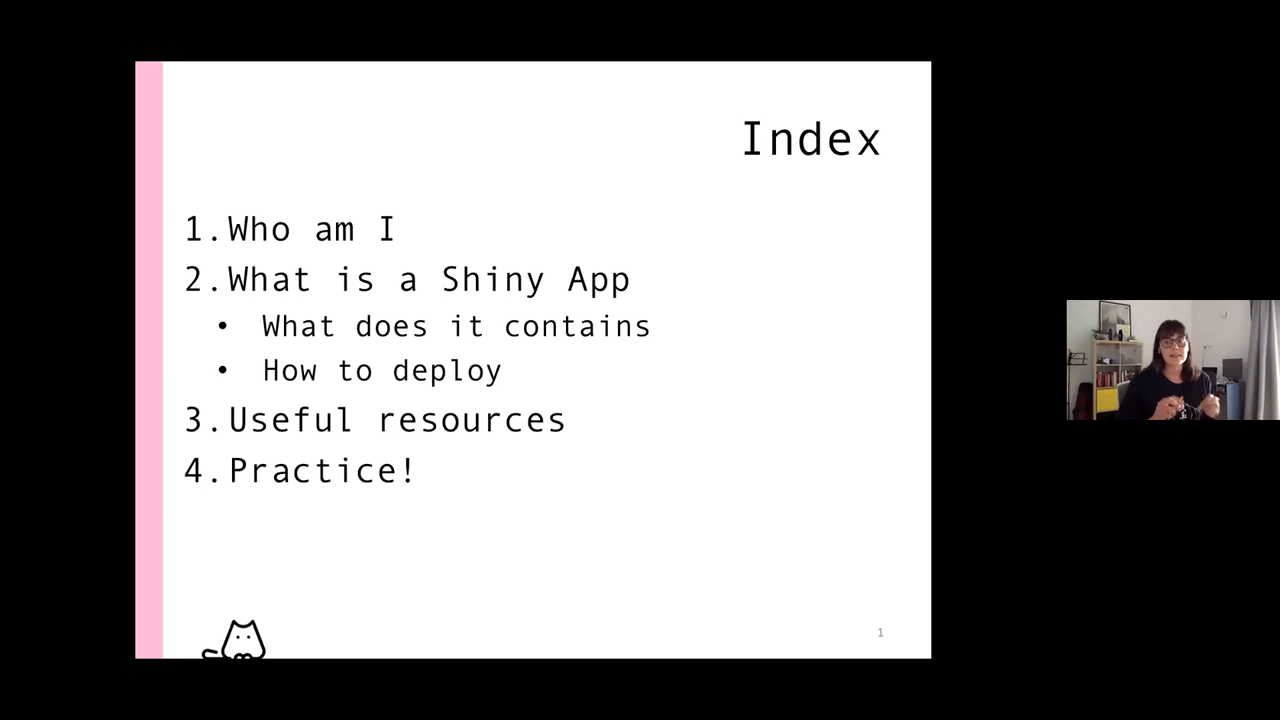 Index
1.Who am I
2.What is a Shiny App
• What does it contains
• How to deploy
3.Useful resources
4.Practice!
1